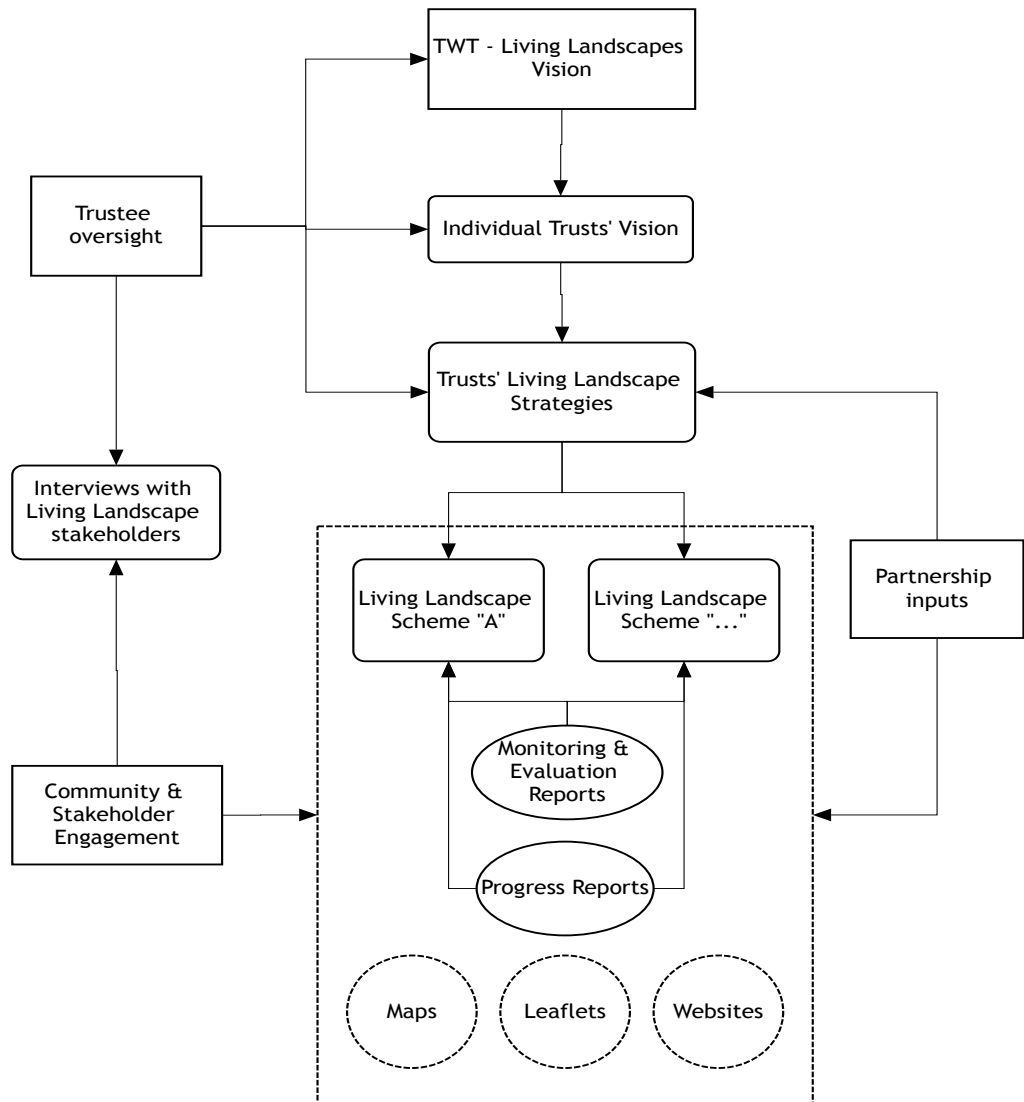 TWT - Living Landscapes
Vision
Trustee
oversight
Individual Trusts' Vision
Trusts' Living Landscape
Strategies
Interviews with
Living Landscape
stakeholders
Living Landscape
Scheme "A"
Living Landscape
Scheme "..."
Partnership
inputs
Monitoring &
Evaluation
Reports
Community &
Stakeholder
Engagement
Progress Reports
Maps
Leaflets
Websites